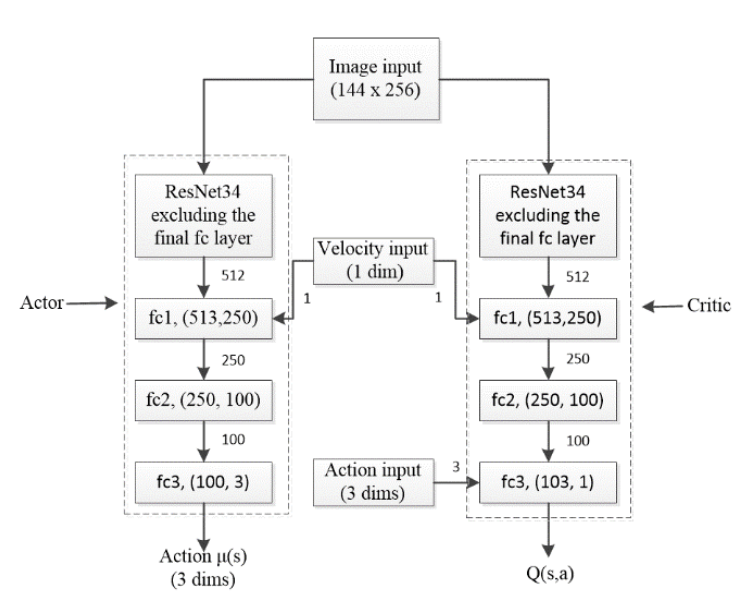 Image input
(144 x 256)
ResNet34
excluding the
final fc layer
ResNet34
excluding the
final fc layer
Velocity input
(1 dim)
512
512
1
1
Actor
fc1, (513,250)
fc1, (513,250)
Critic
250
250
fc2, (250, 100)
fc2, (250, 100)
100
100
Action input
(3 dims)
3
fc3, (100, 3)
fc3, (103, 1)
Action μ(s)
(3 dims)
Q(s,a)